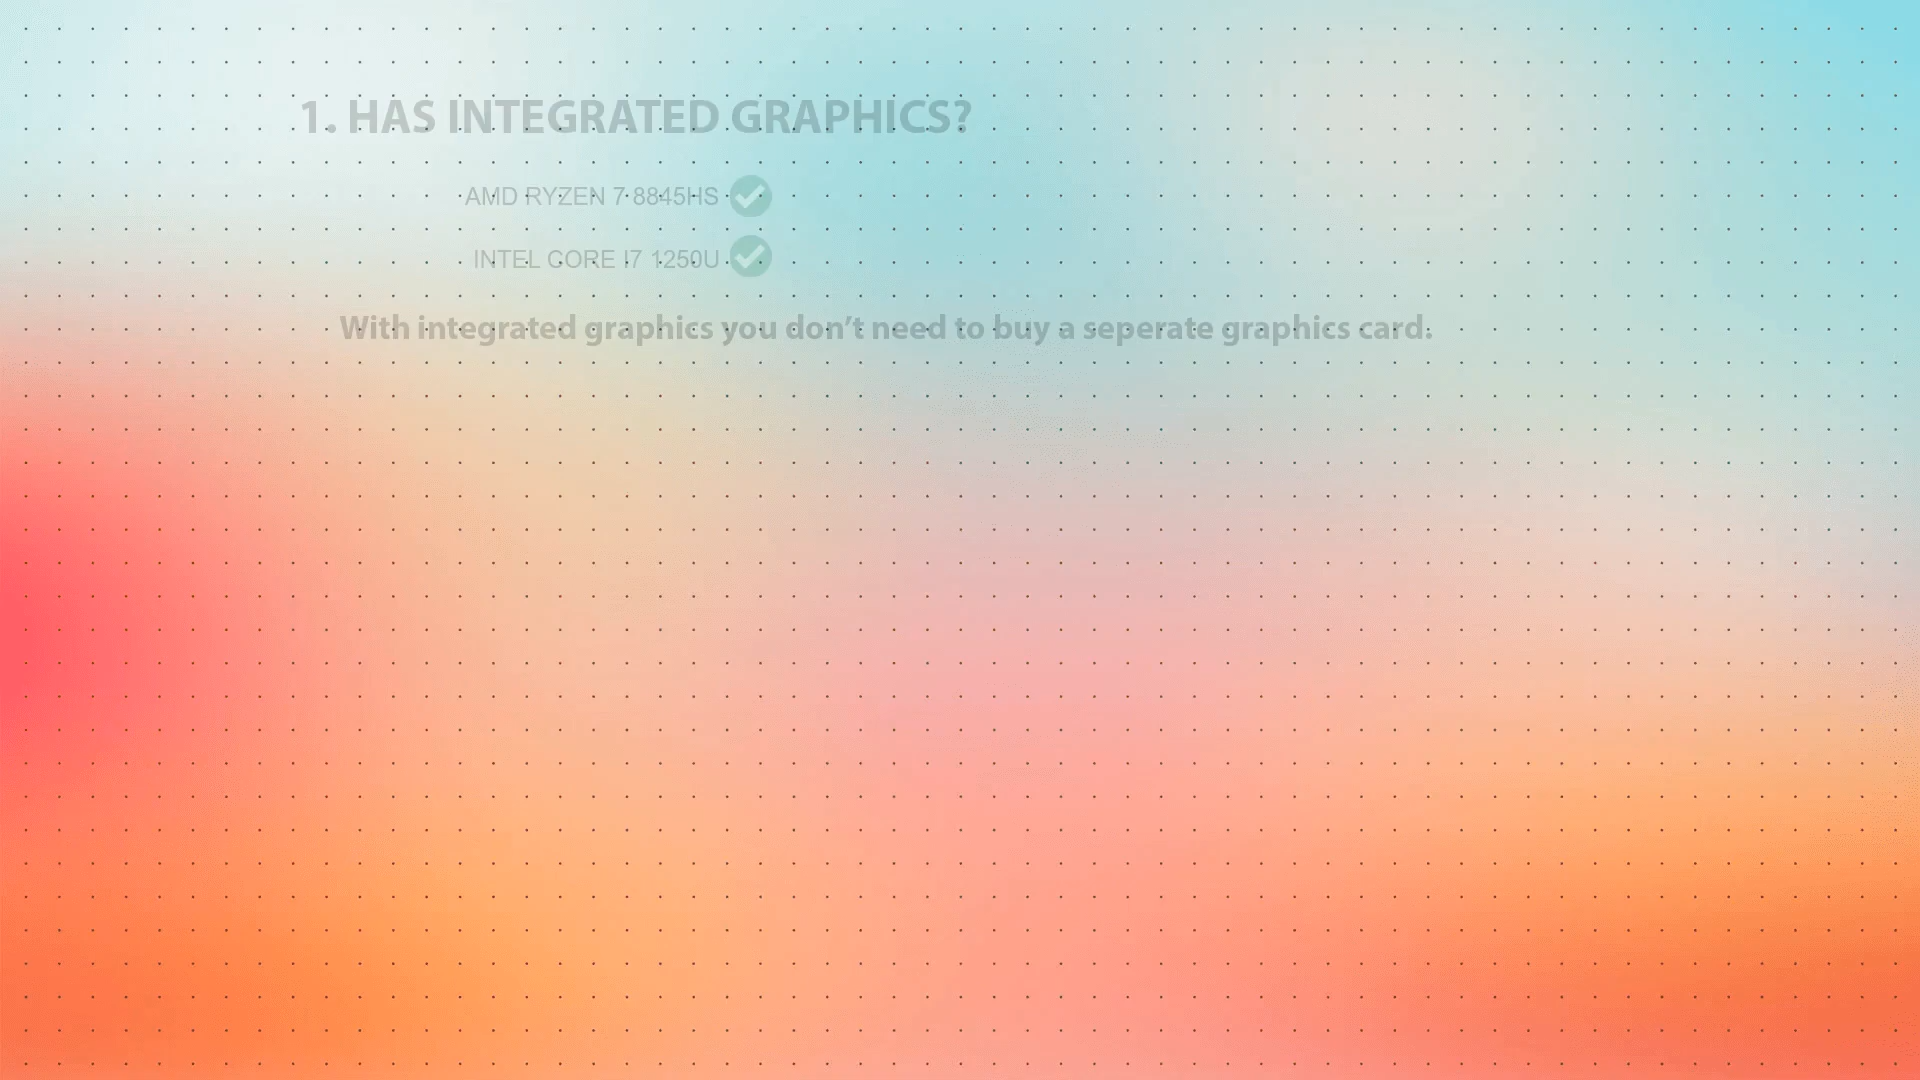 1. HAS INTEGRATED GRAPHICS?
AMD RYZEN 7 8845HS
INTEL CORE I7 1250U
With integrated graphics you don’t need to buy a seperate graphics card.